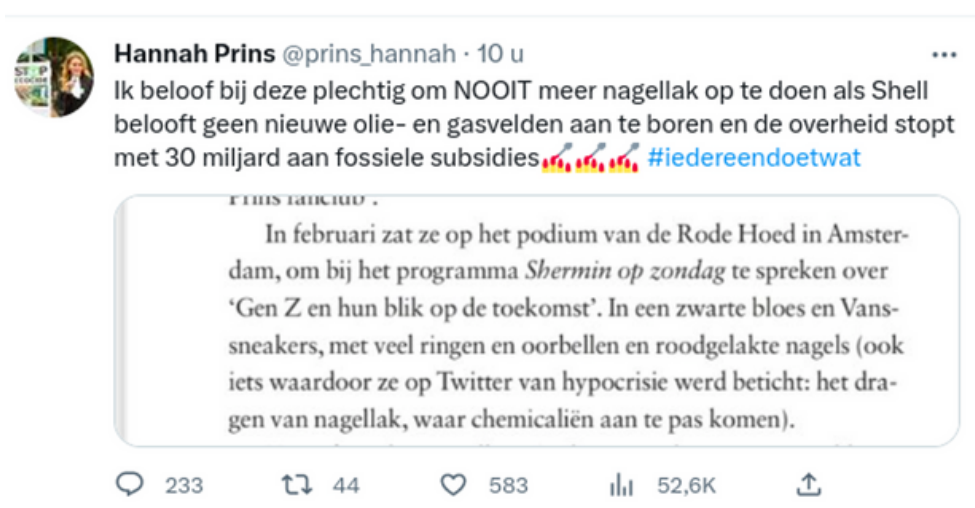 Hannah Prins @prins_hannah · 10 u
Ik beloof bij deze plechtig om NOOIT meer nagellak op te doen als Shell
belooft geen nieuwe olie- en gasvelden aan te boren en de overheid stopt
met 30 miljard aan fossiele subsidies💅💅💅 #iedereendoetwat
Prins fanclub'.
In februari zat ze op het podium van de Rode Hoed in Amster-
dam, om bij het programma Shermin op zondag te spreken over
‘Gen Z en hun blik op de toekomst’. In een zwarte bloes en Vans-
sneakers, met veel ringen en oorbellen en roodgelakte nagels (ook
iets waardoor ze op Twitter van hypocrisie werd beticht: het dra-
gen van nagellak, waar chemicaliën aan te pas komen).
233 44 583 52,6K